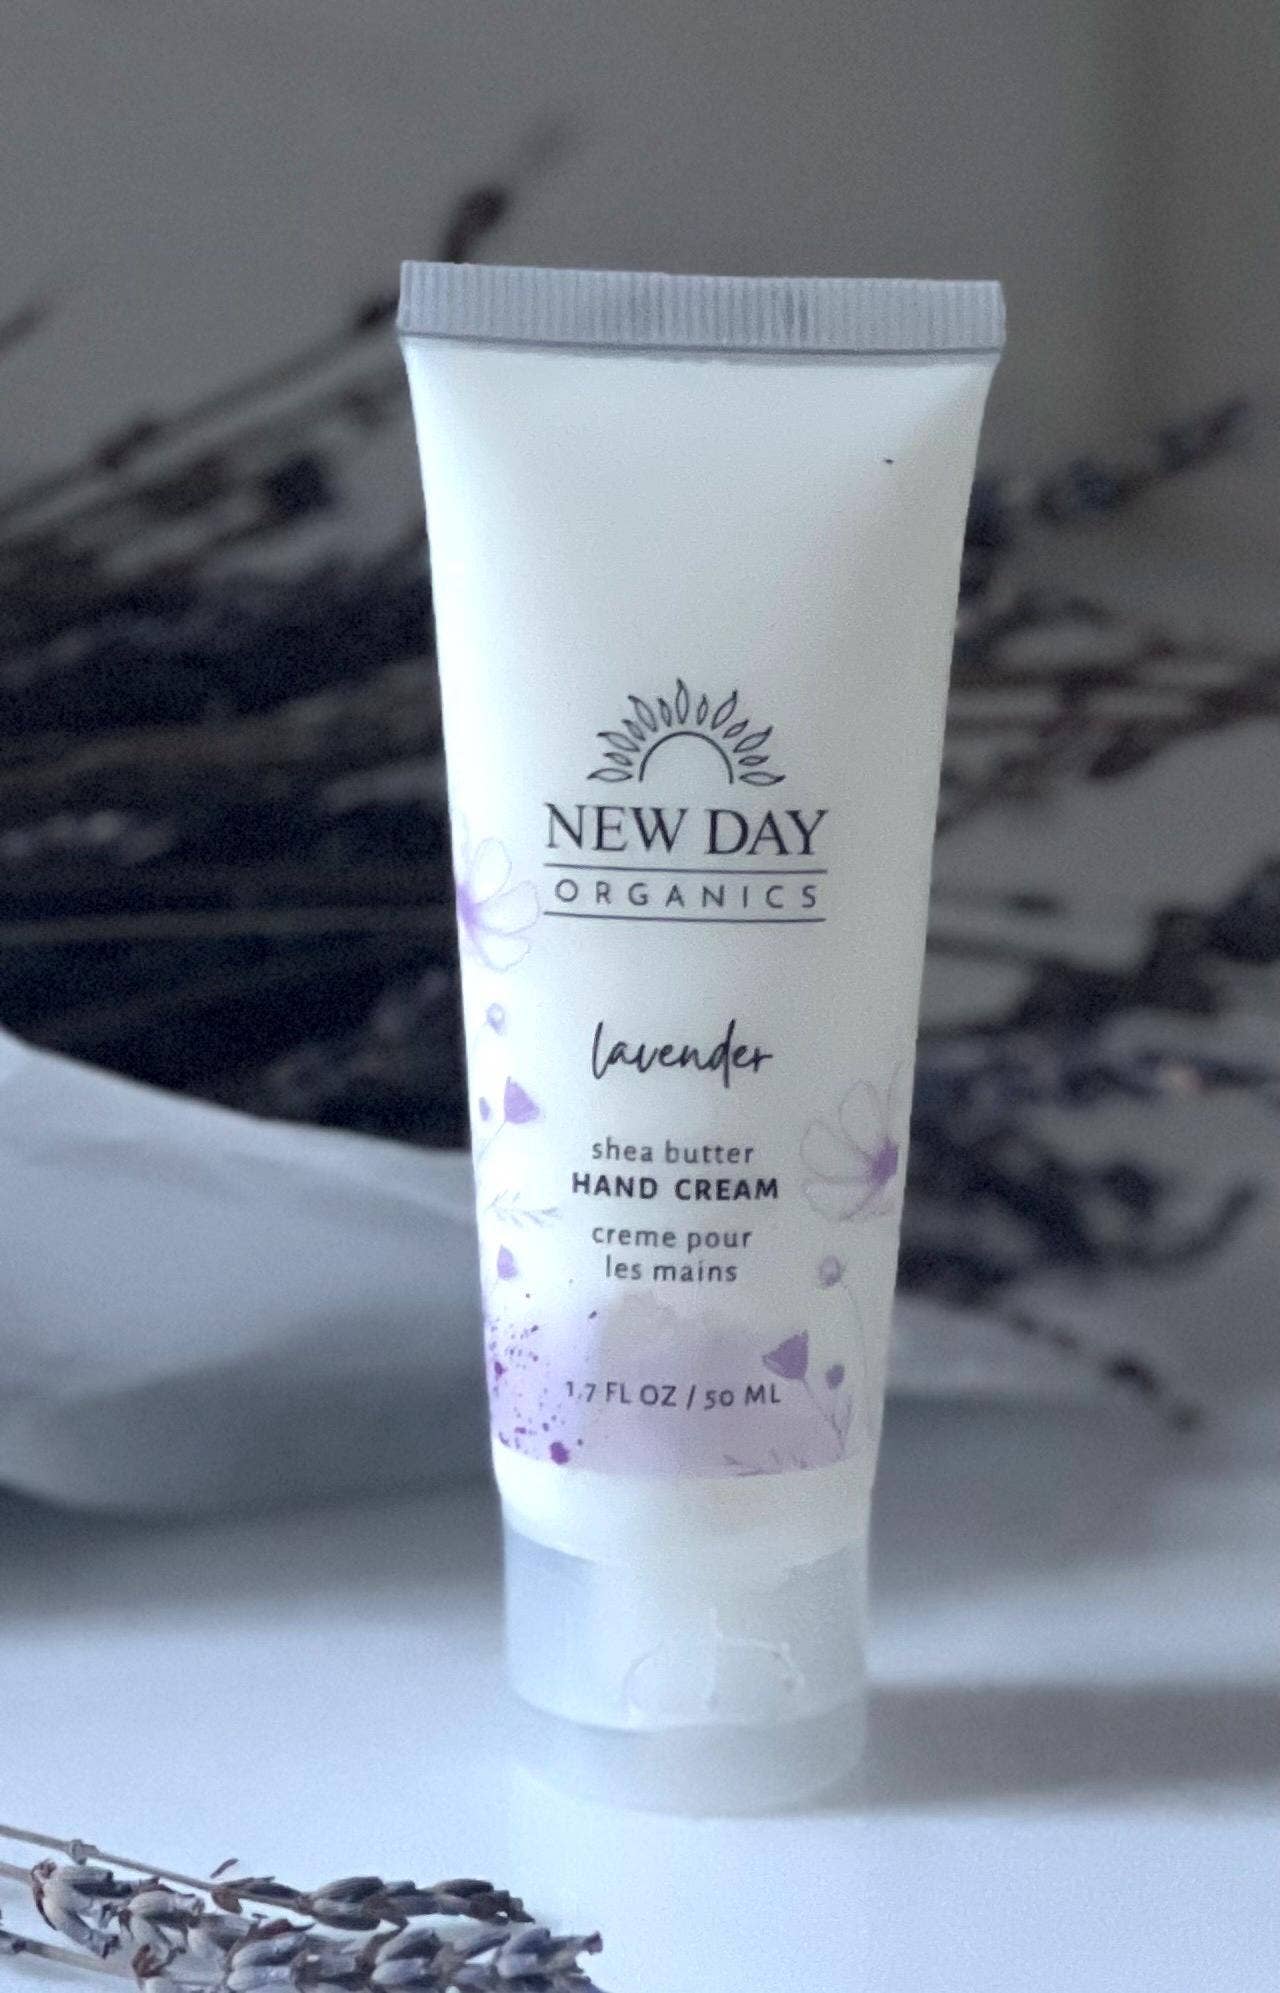 NEW DAY
ORGANICS
lavender
shea butter
HAND CREAM
creme pour
les mains
1.7 FL OZ / 50 ML